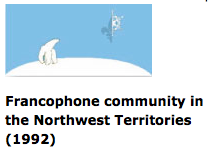 Francophone community in
the Northwest Territories
(1992)